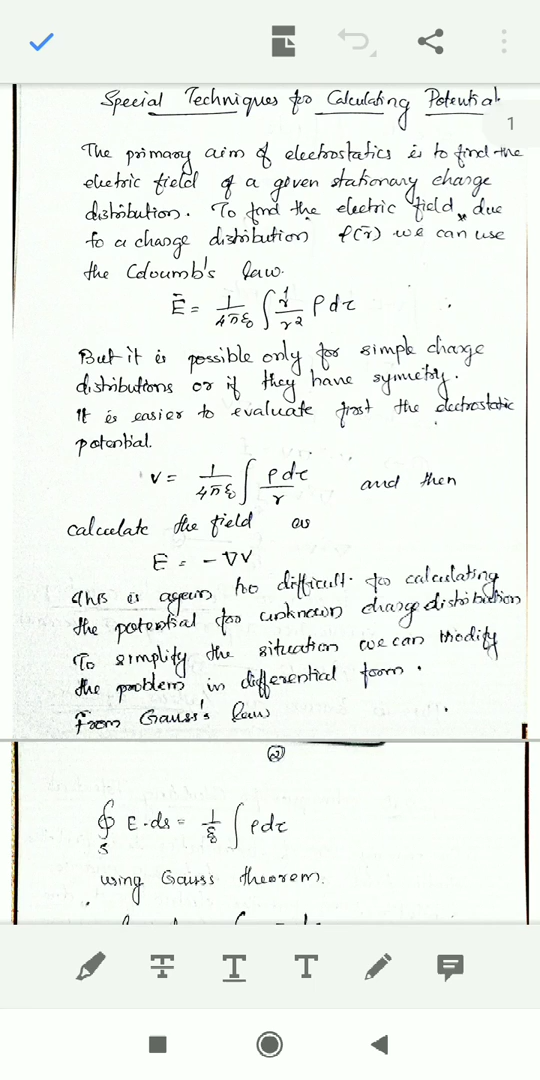 1
Special Techniques for Calculating Potential.
The primary aim of electrostatics is to find the
electric field of a given stationary charge
distribution. To find the electric field, due
to a charge distribution ρ(r̄) we can use
the Coloumb's law.
Ē = 1/4πε₀ ∫ r̂/r² ρdτ
But it is possible only for simple charge
distributions or if they have symetry.
It is easier to evaluate first the electrostatic
potential.
V = 1/4πε₀ ∫ ρdτ/r and then
calculate the field as
E = -∇V
This is again too difficult for calculating
the potential for unknown charge distribution
To simplify the situation we can modify
the problem in differential form.
From Gauss's law
2
∮s E·ds = 1/ε₀ ∫ ρdτ
using Gauss theorem.
T
T
T